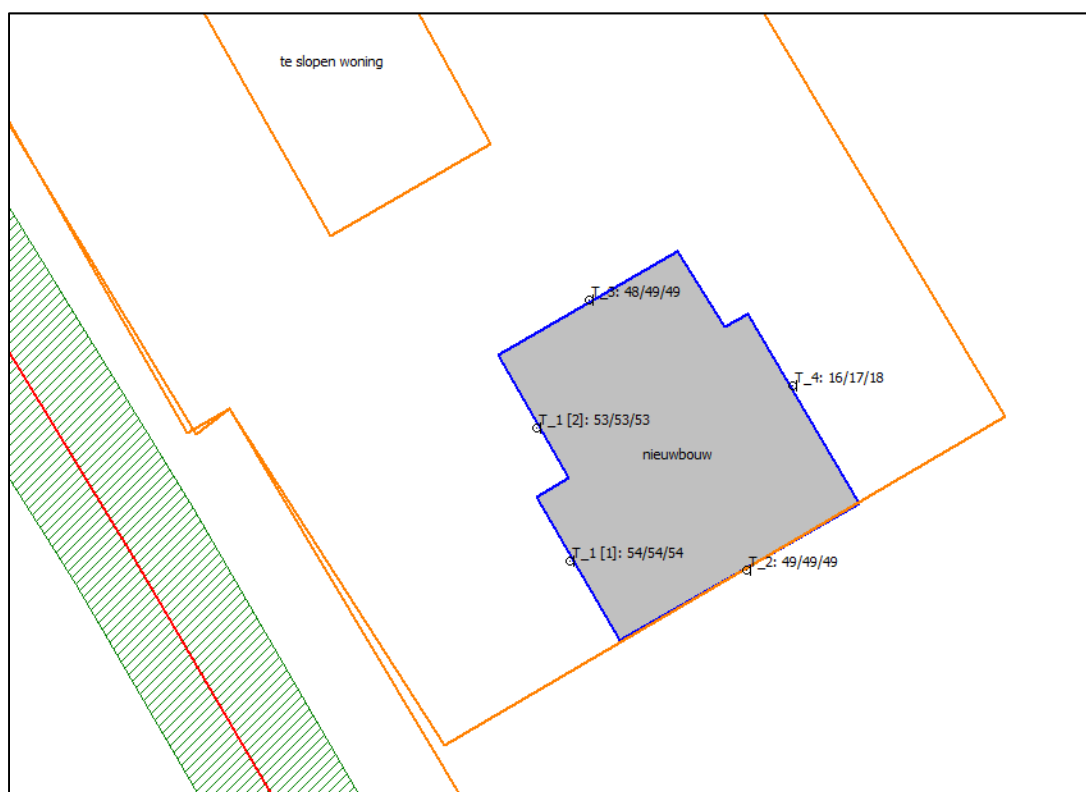 te slopen woning
T_3: 48/49/49
T_4: 16/17/18
T_1 [2]: 53/53/53
nieuwbouw
T_1 [1]: 54/54/54
T_2: 49/49/49